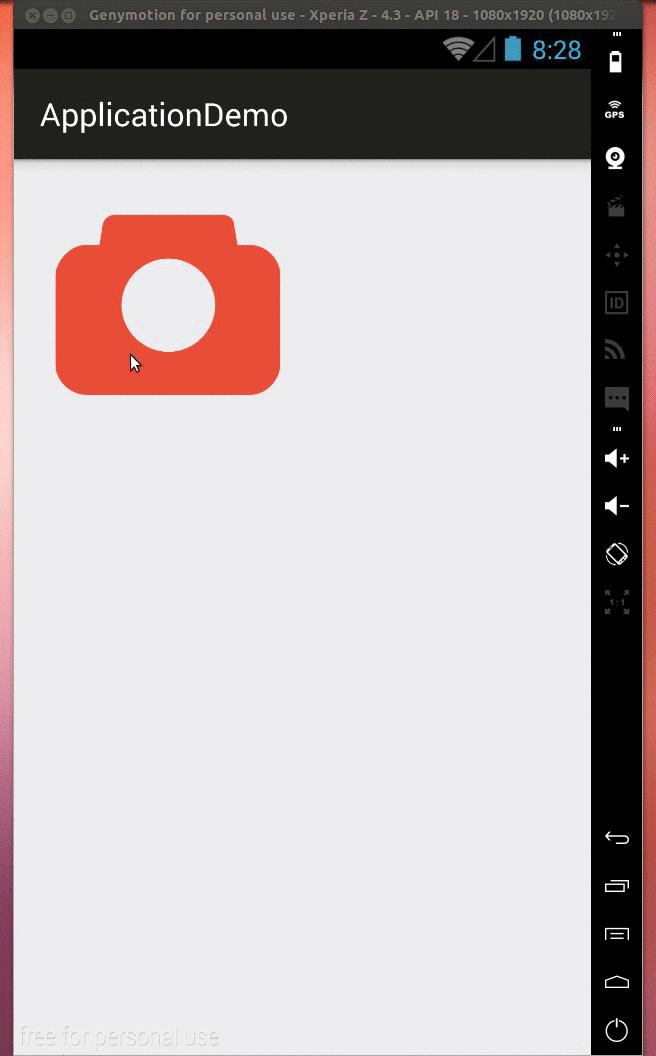 Genymotion for personal use - Xperia Z - 4.3 - API 18 - 1080x1920 (1080x192
8:28
ApplicationDemo
GPS
ID
1:1
free for personal use